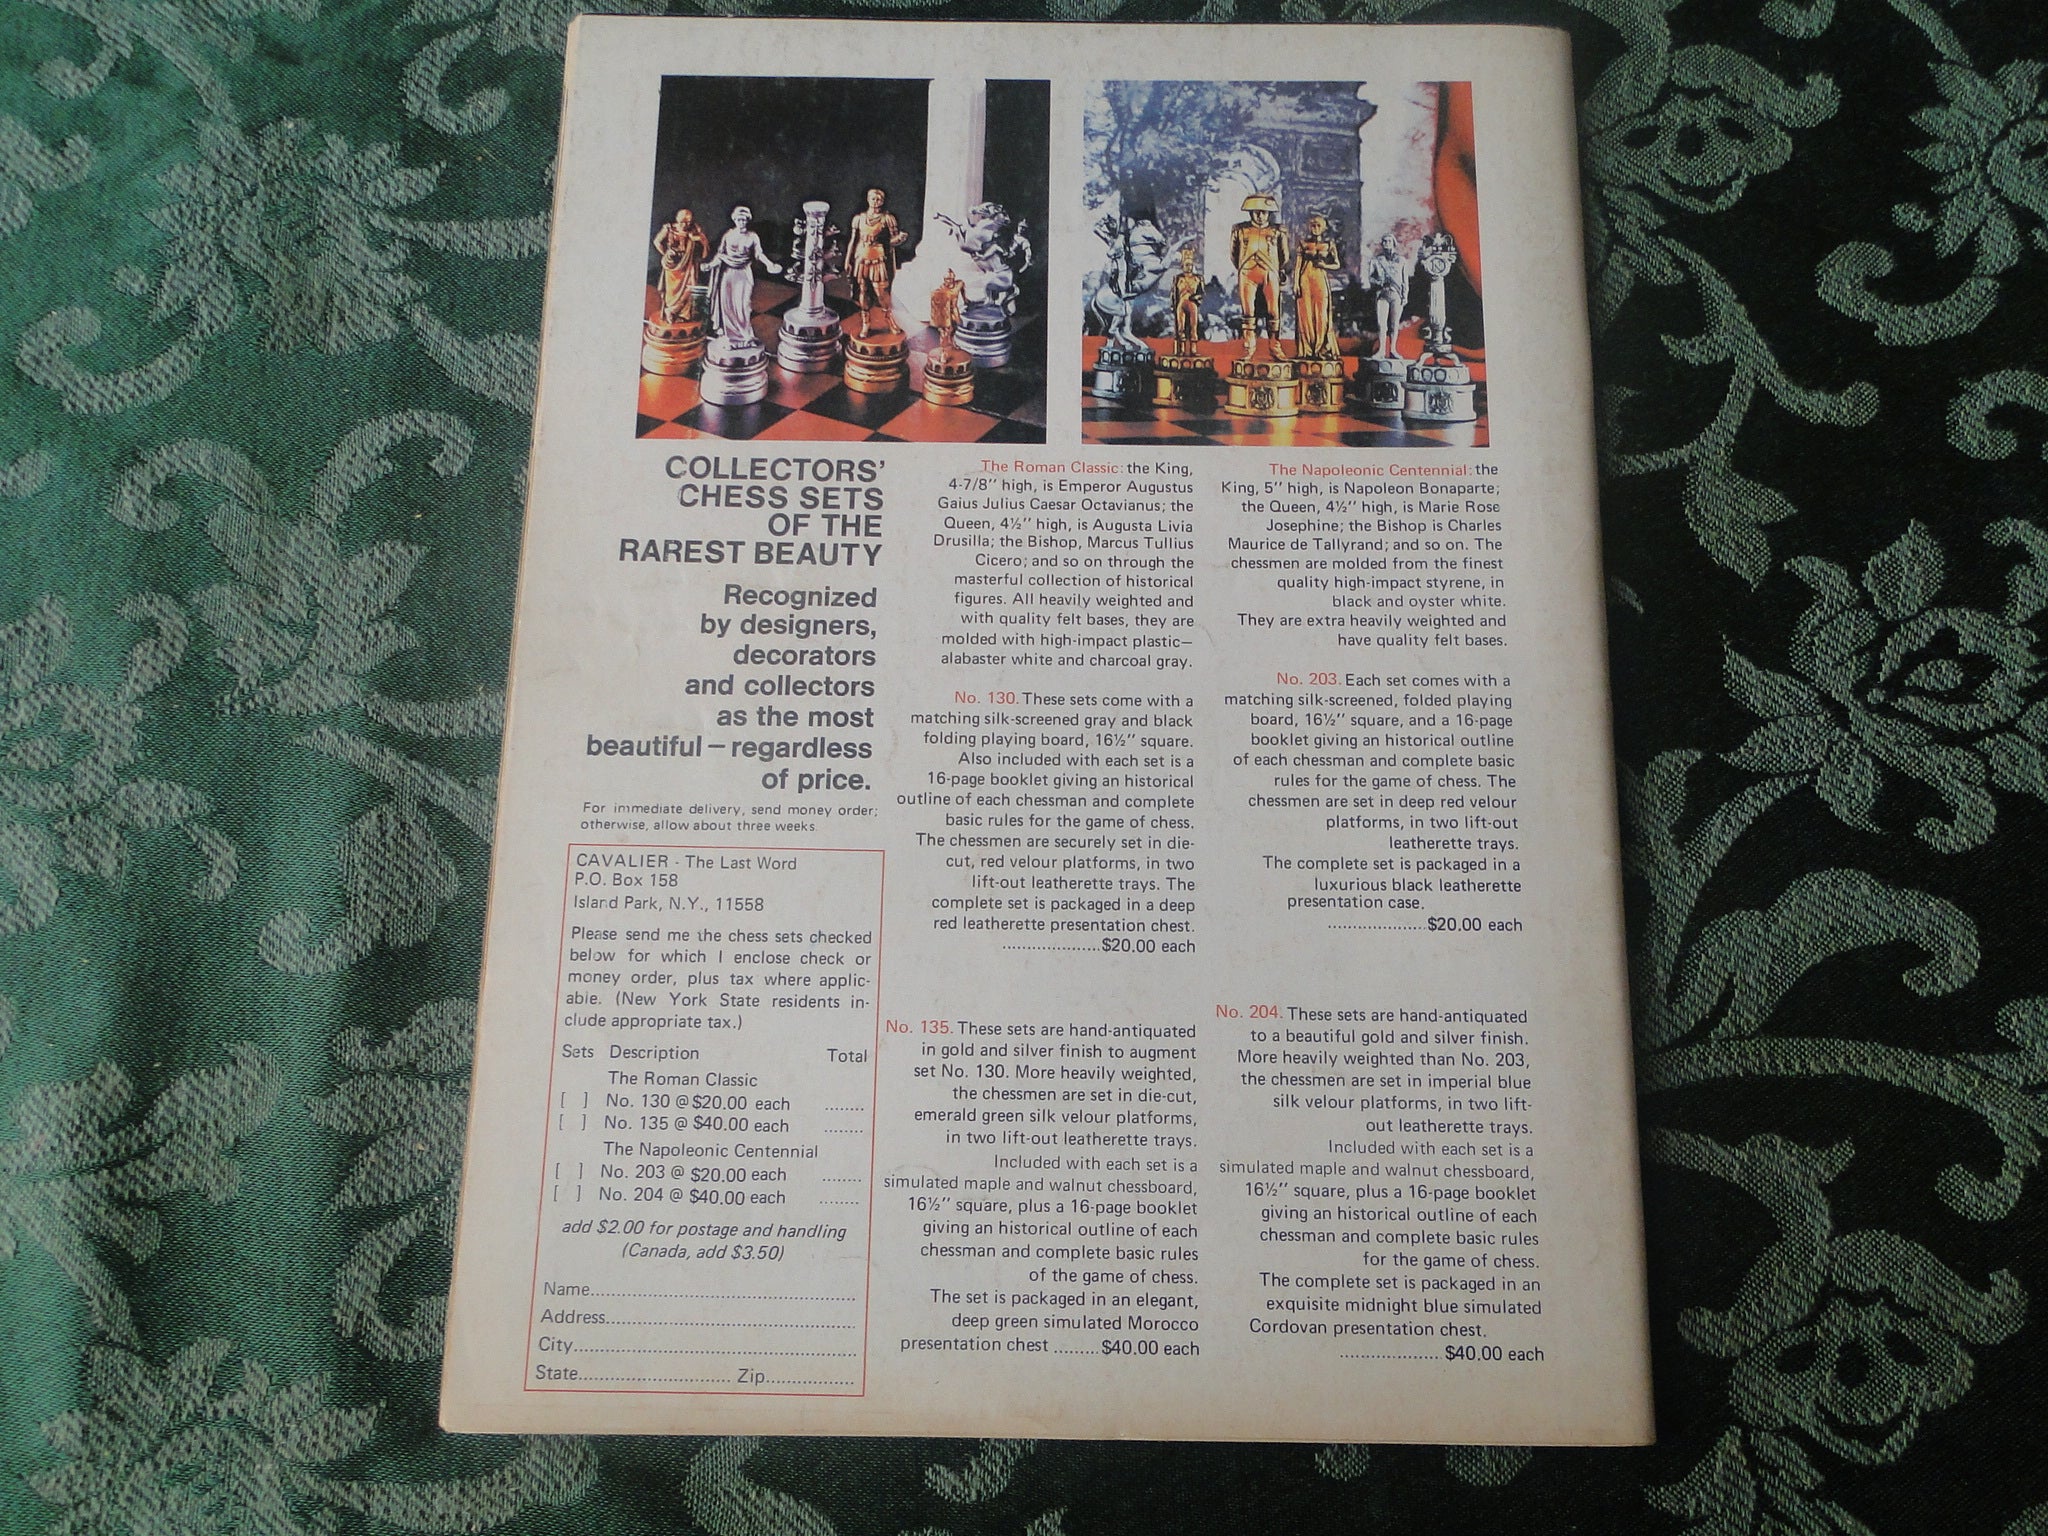 COLLECTORS'
CHESS SETS
OF THE
RAREST BEAUTY
Recognized
by designers,
decorators
and collectors
as the most
beautiful — regardless
of price.
For immediate delivery, send money order;
otherwise, allow about three weeks.
CAVALIER - The Last Word
P.O. Box 158
Island Park, N.Y., 11558
Please send me the chess sets checked
below for which I enclose check or
money order, plus tax where applic-
able. (New York State residents in-
clude appropriate tax.)
Sets Description Total
The Roman Classic
[ ] No. 130 @ $20.00 each ........
[ ] No. 135 @ $40.00 each ........
The Napoleonic Centennial
[ ] No. 203 @ $20.00 each ........
[ ] No. 204 @ $40.00 each ........
add $2.00 for postage and handling
(Canada, add $3.50)
Name......................................................
Address..................................................
City.........................................................
State............................... Zip..................
The Roman Classic: the King,
4-7/8'' high, is Emperor Augustus
Gaius Julius Caesar Octavianus; the
Queen, 4½'' high, is Augusta Livia
Drusilla; the Bishop, Marcus Tullius
Cicero; and so on through the
masterful collection of historical
figures. All heavily weighted and
with quality felt bases, they are
molded with high-impact plastic—
alabaster white and charcoal gray.
No. 130. These sets come with a
matching silk-screened gray and black
folding playing board, 16½'' square.
Also included with each set is a
16-page booklet giving an historical
outline of each chessman and complete
basic rules for the game of chess.
The chessmen are securely set in die-
cut, red velour platforms, in two
lift-out leatherette trays. The
complete set is packaged in a deep
red leatherette presentation chest.
....................$20.00 each
No. 135. These sets are hand-antiquated
in gold and silver finish to augment
set No. 130. More heavily weighted,
the chessmen are set in die-cut,
emerald green silk velour platforms,
in two lift-out leatherette trays.
Included with each set is a
simulated maple and walnut chessboard,
16½'' square, plus a 16-page booklet
giving an historical outline of each
chessman and complete basic rules
of the game of chess.
The set is packaged in an elegant,
deep green simulated Morocco
presentation chest .........$40.00 each
The Napoleonic Centennial: the
King, 5'' high, is Napoleon Bonaparte;
the Queen, 4½'' high, is Marie Rose
Josephine; the Bishop is Charles
Maurice de Tallyrand; and so on. The
chessmen are molded from the finest
quality high-impact styrene, in
black and oyster white.
They are extra heavily weighted and
have quality felt bases.
No. 203. Each set comes with a
matching silk-screened, folded playing
board, 16½'' square, and a 16-page
booklet giving an historical outline
of each chessman and complete basic
rules for the game of chess. The
chessmen are set in deep red velour
platforms, in two lift-out
leatherette trays.
The complete set is packaged in a
luxurious black leatherette
presentation case.
....................$20.00 each
No. 204. These sets are hand-antiquated
to a beautiful gold and silver finish.
More heavily weighted than No. 203,
the chessmen are set in imperial blue
silk velour platforms, in two lift-
out leatherette trays.
Included with each set is a
simulated maple and walnut chessboard,
16½'' square, plus a 16-page booklet
giving an historical outline of each
chessman and complete basic rules
for the game of chess.
The complete set is packaged in an
exquisite midnight blue simulated
Cordovan presentation chest.
....................$40.00 each